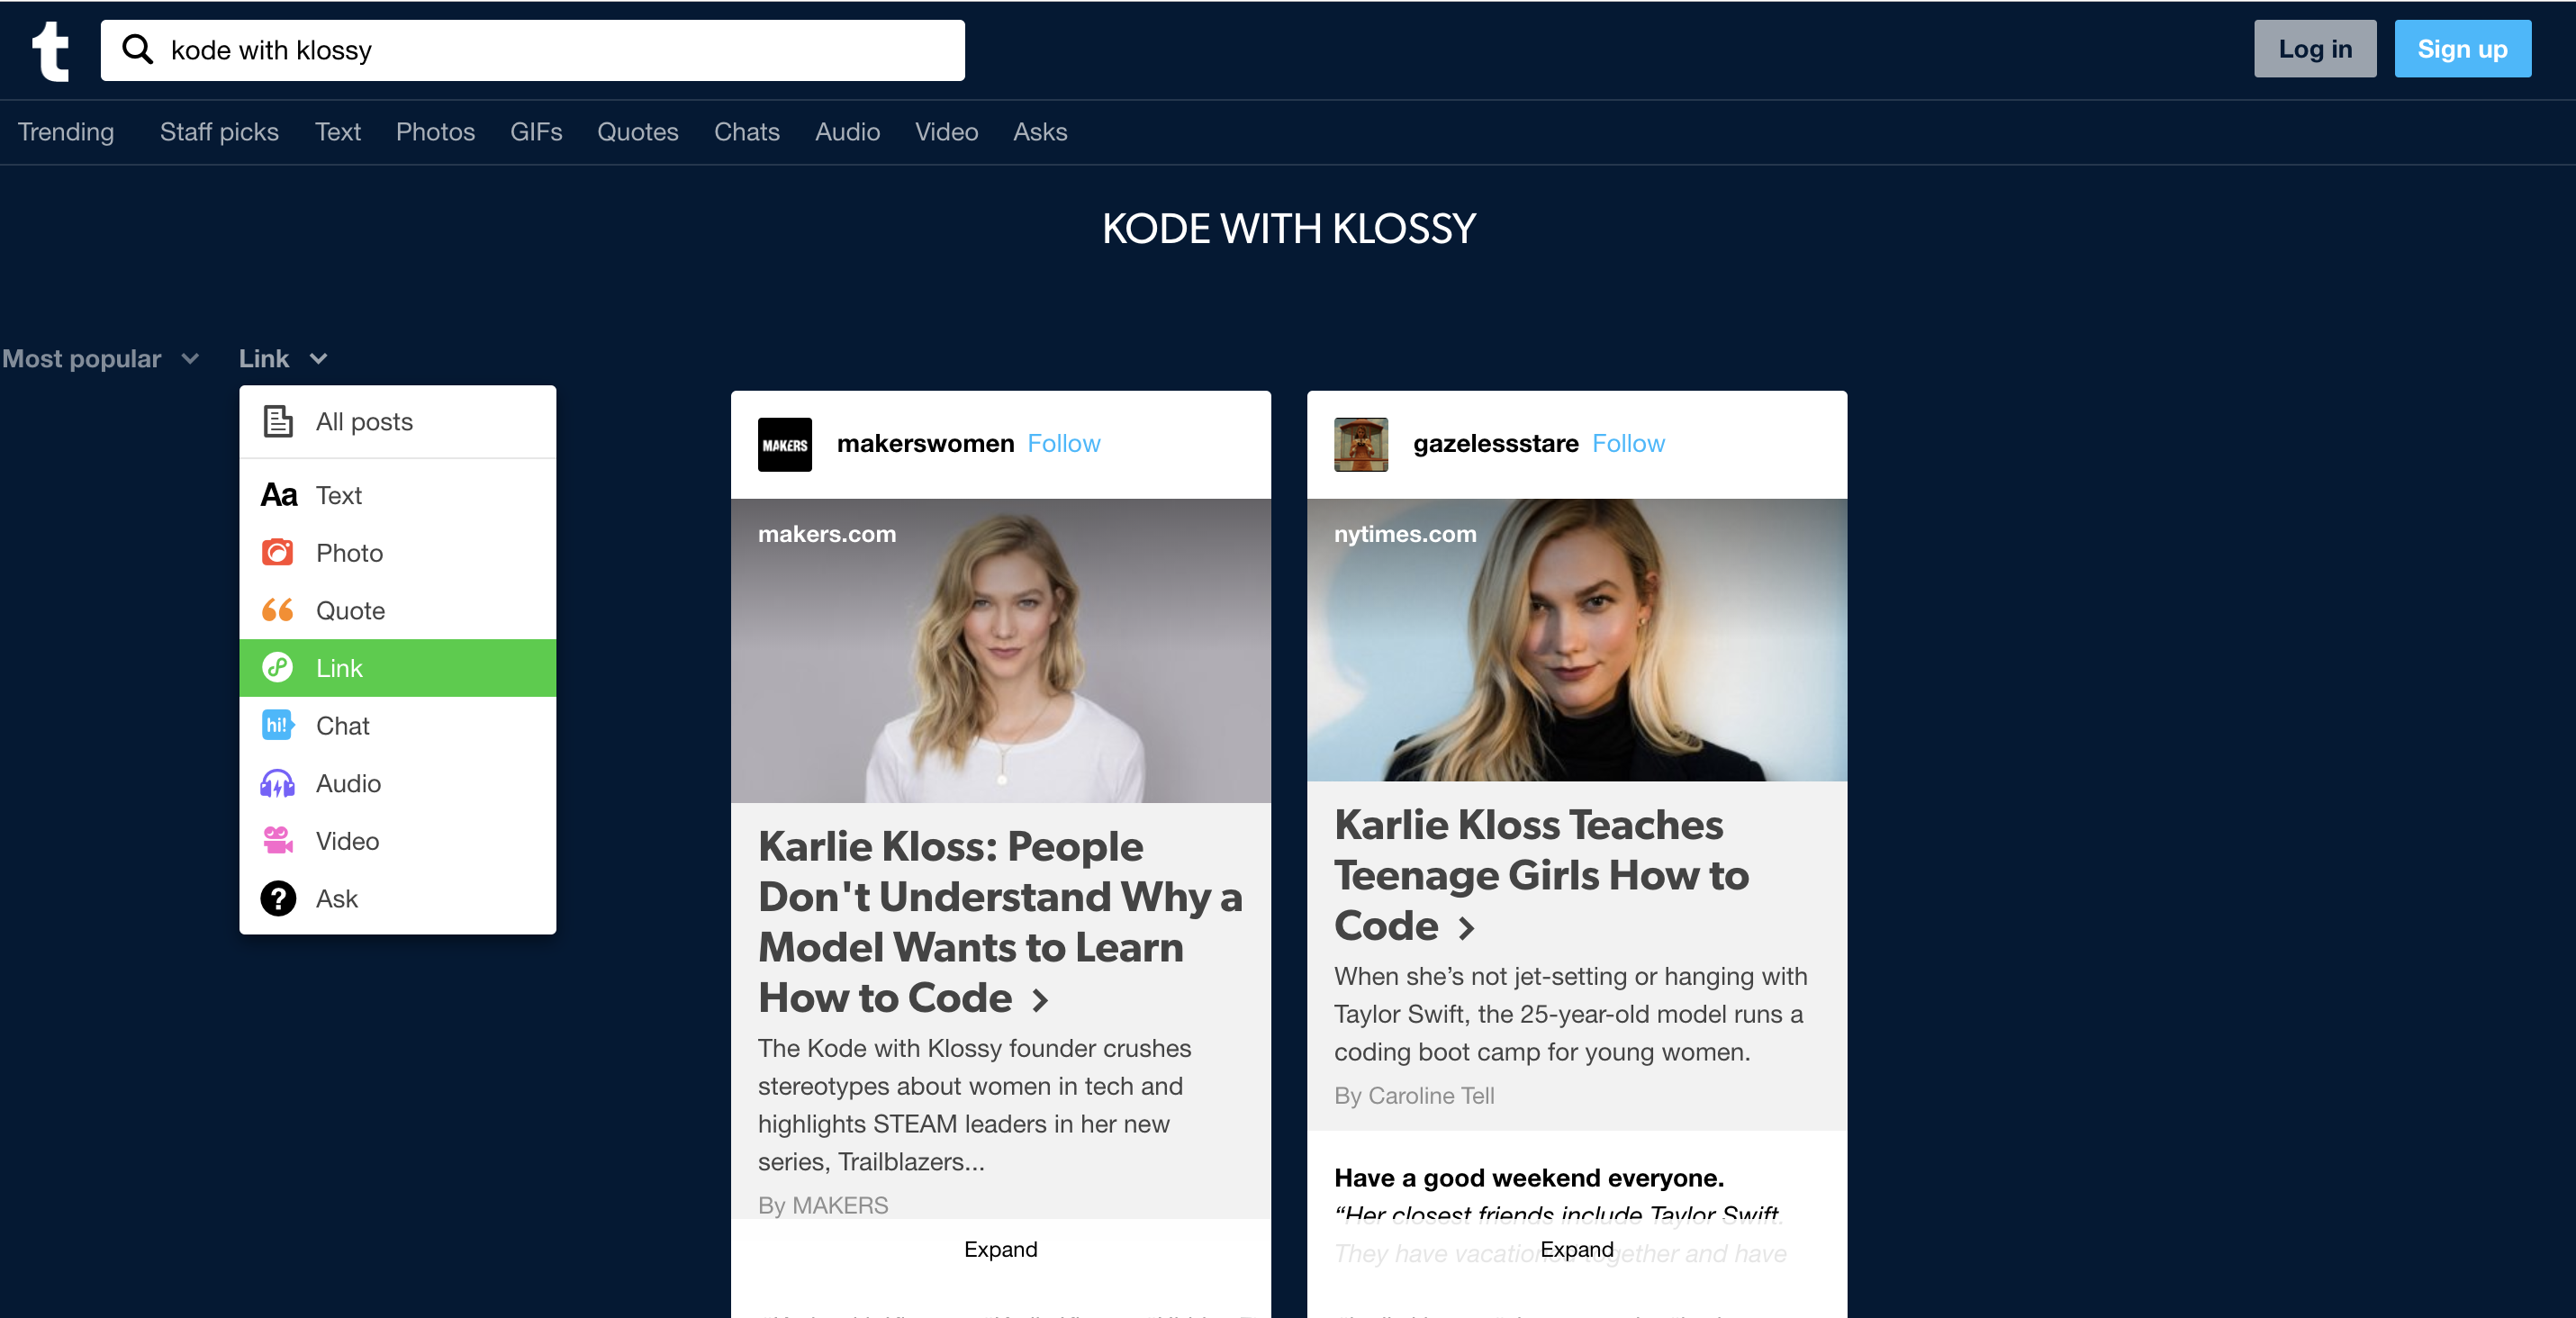 t
kode with klossy
Log in
Sign up
Trending Staff picks Text Photos GIFs Quotes Chats Audio Video Asks
KODE WITH KLOSSY
Most popular
Link
All posts
Aa Text
Photo
Quote
Link
hi! Chat
Audio
Video
? Ask
MAKERS
makerswomen Follow
makers.com
Karlie Kloss: People
Don't Understand Why a
Model Wants to Learn
How to Code >
The Kode with Klossy founder crushes
stereotypes about women in tech and
highlights STEAM leaders in her new
series, Trailblazers...
By MAKERS
Expand
gazelessstare Follow
nytimes.com
Karlie Kloss Teaches
Teenage Girls How to
Code >
When she’s not jet-setting or hanging with
Taylor Swift, the 25-year-old model runs a
coding boot camp for young women.
By Caroline Tell
Have a good weekend everyone.
“Her closest friends include Taylor Swift.
They have vacationed together and have
Expand